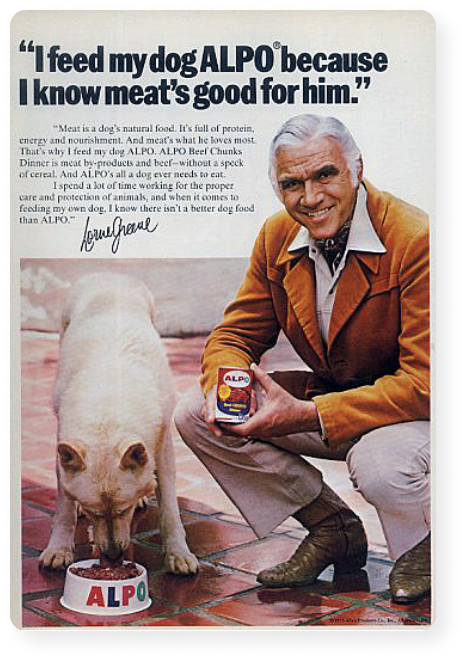 “I feed my dog ALPO® because
I know meat’s good for him.”
“Meat is a dog’s natural food. It’s full of protein,
energy and nourishment. And meat’s what he loves most.
That’s why I feed my dog ALPO. ALPO Beef Chunks
Dinner is meat by-products and beef—without a speck
of cereal. And ALPO’s all a dog ever needs to eat.
I spend a lot of time working for the proper
care and protection of animals, and when it comes to
feeding my own dog, I know there isn’t a better dog food
than ALPO.”
Lorne Greene
ALPO
Beef Chunks
Dinner
ALPO